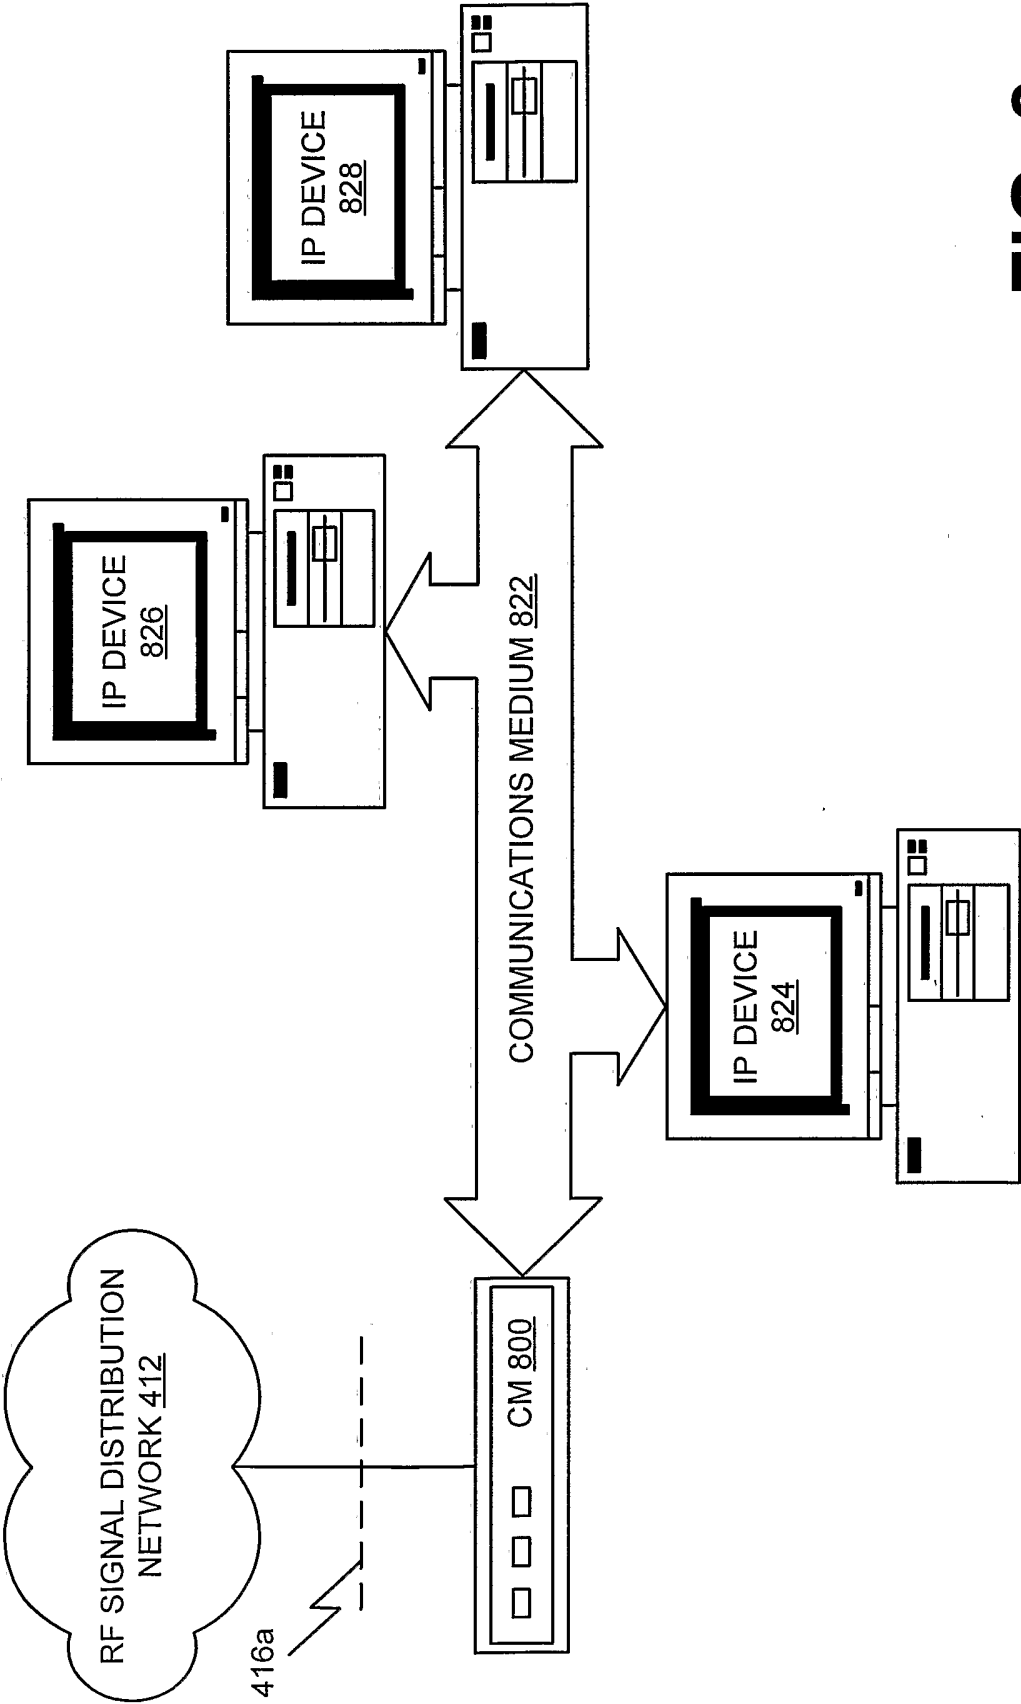 RF SIGNAL DISTRIBUTION
NETWORK 412
416a
CM 800
COMMUNICATIONS MEDIUM 822
IP DEVICE
824
IP DEVICE
826
IP DEVICE
828